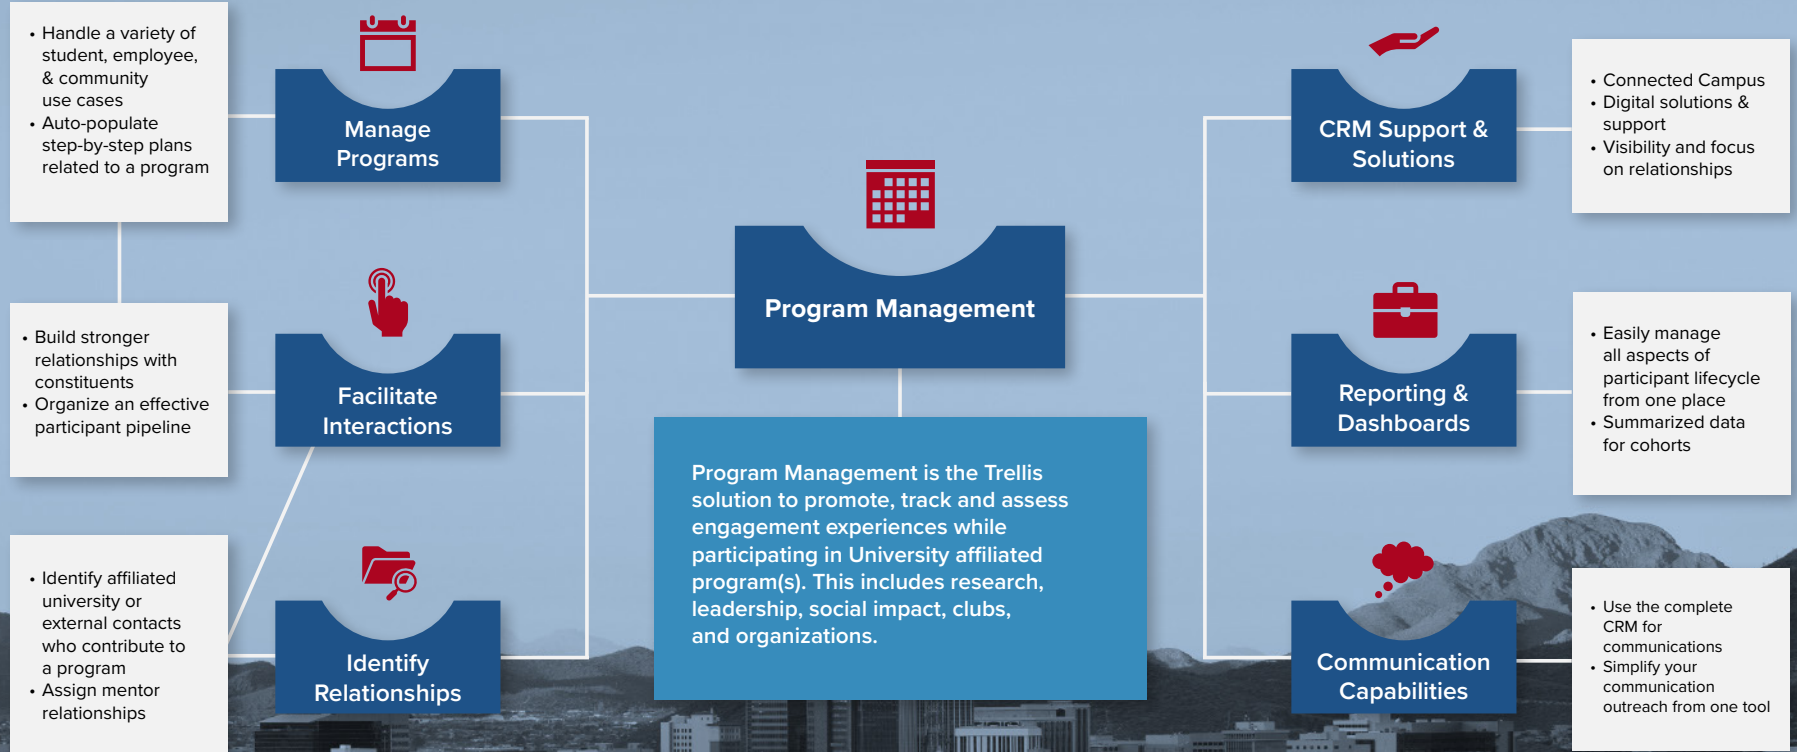 • Handle a variety of
student, employee,
& community
use cases
• Auto-populate
step-by-step plans
related to a program
Manage
Programs
• Build stronger
relationships with
constituents
• Organize an effective
participant pipeline
Facilitate
Interactions
• Identify affiliated
university or
external contacts
who contribute to
a program
• Assign mentor
relationships
Identify
Relationships
Program Management
Program Management is the Trellis
solution to promote, track and assess
engagement experiences while
participating in University affiliated
program(s). This includes research,
leadership, social impact, clubs,
and organizations.
CRM Support &
Solutions
• Connected Campus
• Digital solutions &
support
• Visibility and focus
on relationships
Reporting &
Dashboards
• Easily manage
all aspects of
participant lifecycle
from one place
• Summarized data
for cohorts
Communication
Capabilities
• Use the complete
CRM for
communications
• Simplify your
communication
outreach from one tool